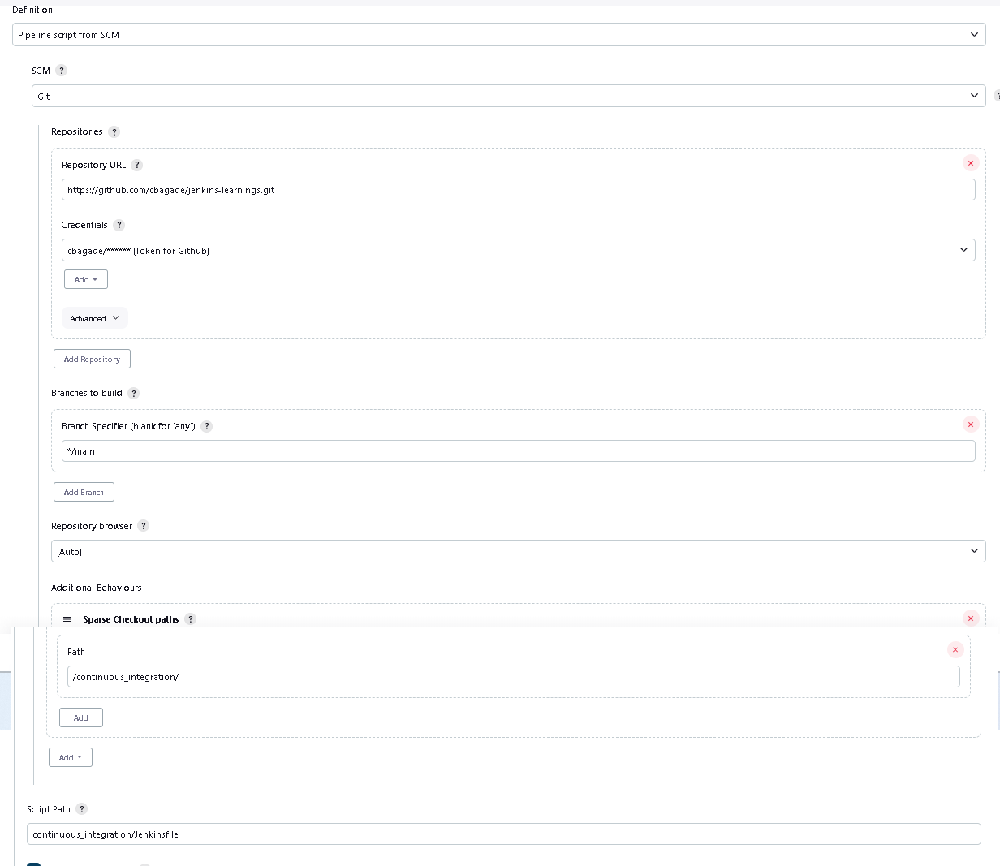 Definition
Pipeline script from SCM
SCM ?
Git
?
Repositories ?
Repository URL ?
https://github.com/cbagade/jenkins-learnings.git
Credentials ?
cbagade/****** (Token for Github)
Add
Advanced
Add Repository
Branches to build ?
Branch Specifier (blank for 'any') ?
*/main
Add Branch
Repository browser ?
(Auto)
Additional Behaviours
Sparse Checkout paths ?
Path
/continuous_integration/
Add
Add
Script Path ?
continuous_integration/Jenkinsfile